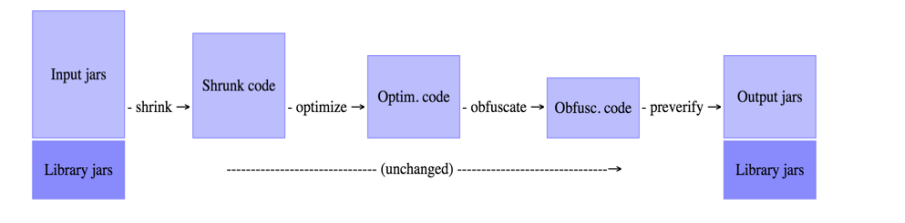 Input jars
- shrink →
Shrunk code
- optimize →
Optim. code
- obfuscate →
Obfusc. code
- preverify →
Output jars
Library jars
------------------------------ (unchanged) ------------------------------→
Library jars